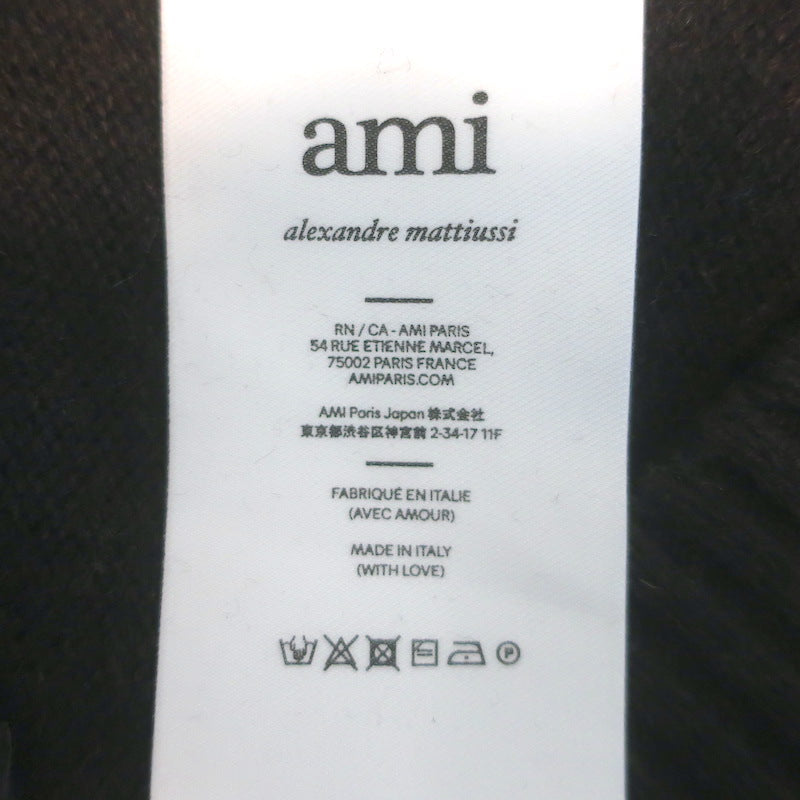 ami
alexandre mattiussi
RN / CA - AMI PARIS
54 RUE ETIENNE MARCEL,
75002 PARIS FRANCE
AMIPARIS.COM
AMI Paris Japan 株式会社
東京都渋谷区神宮前 2-34-17 11F
FABRIQUÉ EN ITALIE
(AVEC AMOUR)
MADE IN ITALY
(WITH LOVE)
P